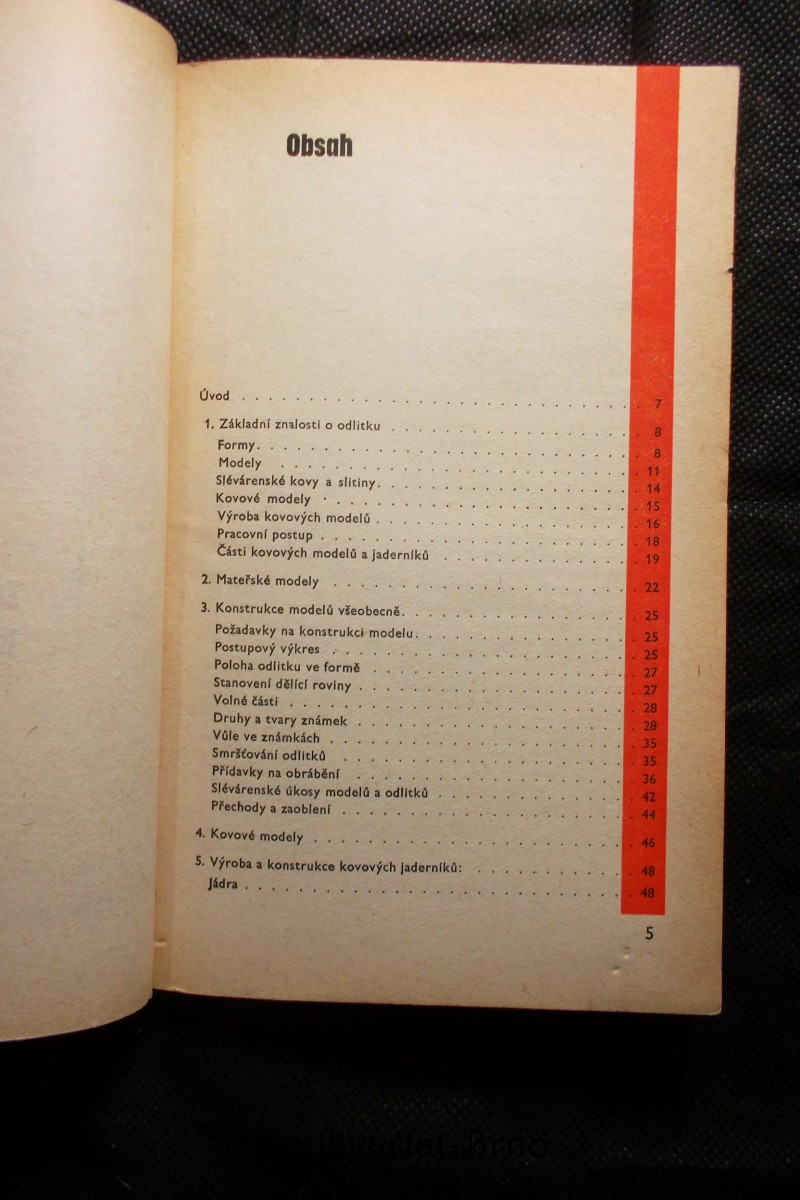 Obsah
Úvod . . . . . . . . . . . . . . . . . . . . . . . . . . . . . . 7
1. Základní znalosti o odlitku . . . . . . . . . . . . . . . . . . . 8
Formy. . . . . . . . . . . . . . . . . . . . . . . . . . . . . 8
Modely . . . . . . . . . . . . . . . . . . . . . . . . . . . 11
Slévárenské kovy a slitiny. . . . . . . . . . . . . . . . . . . . 14
Kovové modely . . . . . . . . . . . . . . . . . . . . . . . . 15
Výroba kovových modelů . . . . . . . . . . . . . . . . . . . . 16
Pracovní postup . . . . . . . . . . . . . . . . . . . . . . . . 18
Části kovových modelů a jaderníků . . . . . . . . . . . . . . . 19
2. Mateřské modely . . . . . . . . . . . . . . . . . . . . . . . 22
3. Konstrukce modelů všeobecně. . . . . . . . . . . . . . . . . . 25
Požadavky na konstrukci modelu. . . . . . . . . . . . . . . . . 25
Postupový výkres . . . . . . . . . . . . . . . . . . . . . . . 25
Poloha odlitku ve formě . . . . . . . . . . . . . . . . . . . . 27
Stanovení dělící roviny . . . . . . . . . . . . . . . . . . . . . 27
Volné části . . . . . . . . . . . . . . . . . . . . . . . . . . 28
Druhy a tvary známek . . . . . . . . . . . . . . . . . . . . . 28
Vůle ve známkách . . . . . . . . . . . . . . . . . . . . . . . 35
Smršťování odlitků . . . . . . . . . . . . . . . . . . . . . . 35
Přídavky na obrábění . . . . . . . . . . . . . . . . . . . . . 36
Slévárenské úkosy modelů a odlitků . . . . . . . . . . . . . . . 42
Přechody a zaoblení . . . . . . . . . . . . . . . . . . . . . . 44
4. Kovové modely . . . . . . . . . . . . . . . . . . . . . . . . 46
5. Výroba a konstrukce kovových jaderníků: . . . . . . . . . . . . 48
Jádra . . . . . . . . . . . . . . . . . . . . . . . . . . . . . 48
5